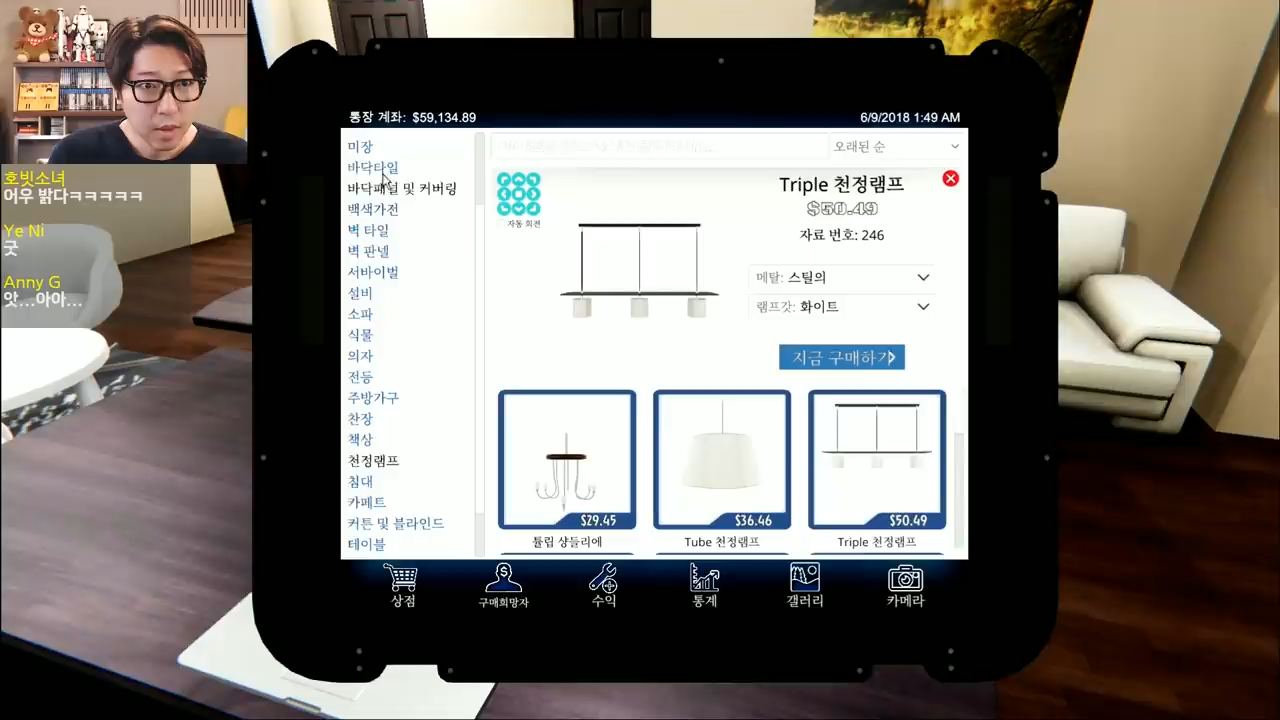 통장 계좌: $59,134.89
6/9/2018 1:49 AM
호빗소녀
어우 밝다ㅋㅋㅋㅋㅋ
Ye Ni
굿
Anny G
앗...아아...
미장
바닥타일
바닥패널 및 커버링
백색가전
벽 타일
벽 판넬
서바이벌
설비
소파
식물
의자
전등
주방가구
찬장
책상
천정램프
침대
카페트
커튼 및 블라인드
테이블
오래된 순
자동 회전
Triple 천정램프
$50.49
자료 번호: 246
메탈: 스틸의
램프갓: 화이트
지금 구매하기
$29.45
$36.46
$50.49
튤립 샹들리에
Tube 천정램프
Triple 천정램프
상점
구매희망자
수익
통계
갤러리
카메라